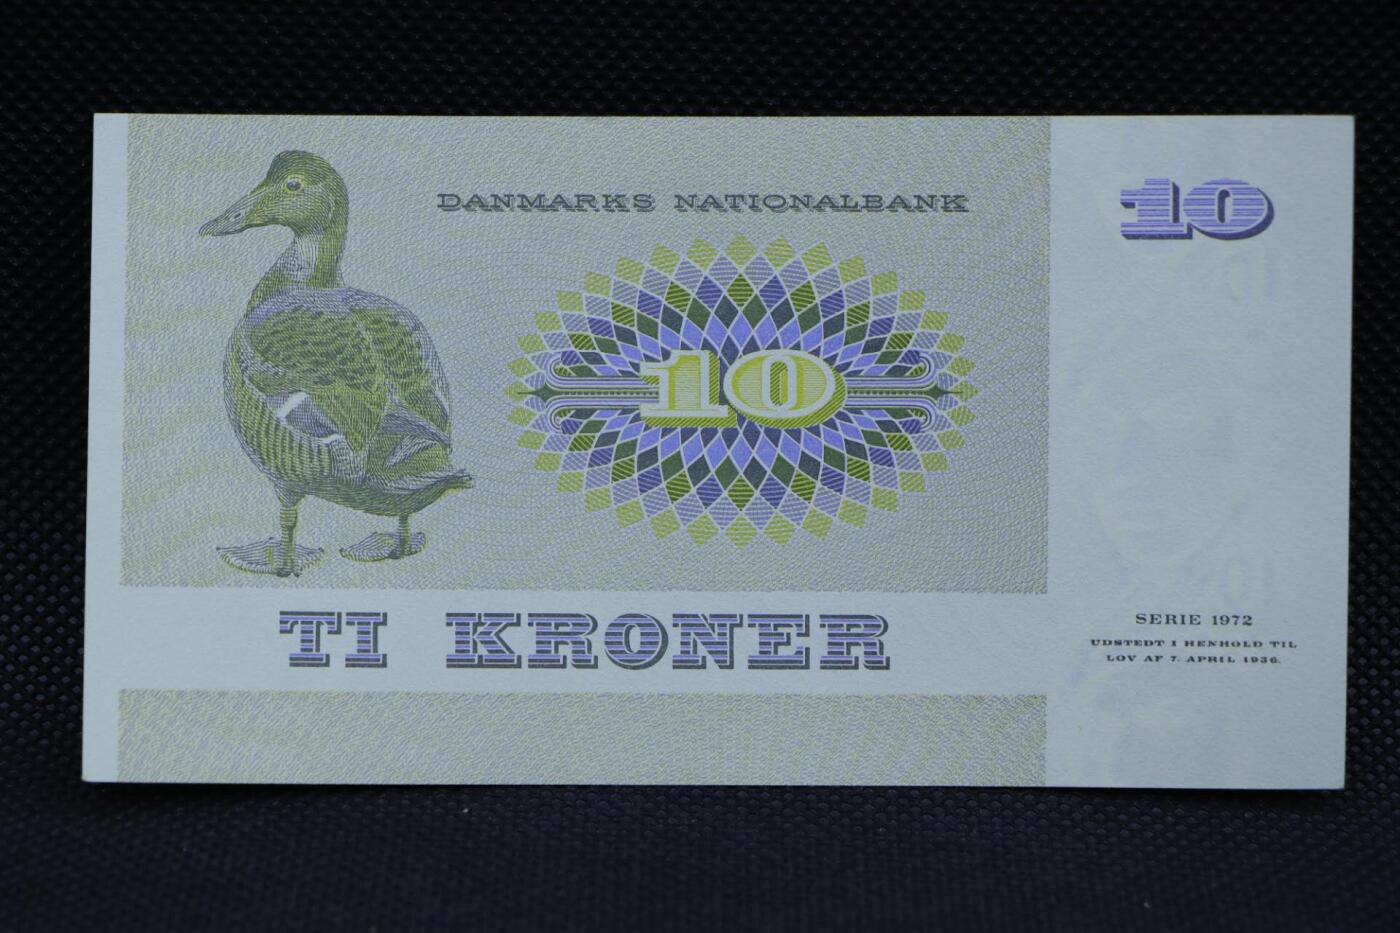 DANMARKS NATIONALBANK
10
10
TI KRONER
SERIE 1972
UDSTEDT I HENHOLD TIL
LOV AF 7. APRIL 1936.